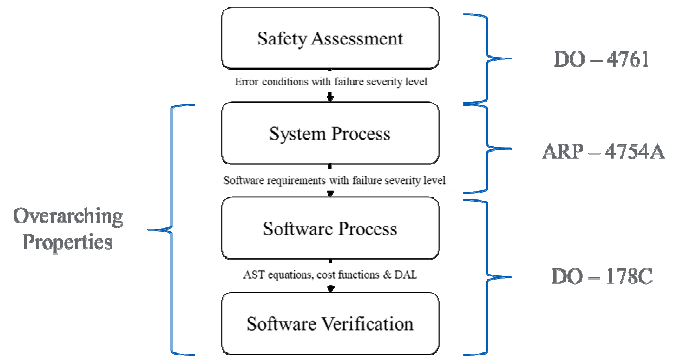 Safety Assessment
DO – 4761
Error conditions with failure severity level
System Process
ARP – 4754A
Software requirements with failure severity level
Overarching
Properties
Software Process
AST equations, cost functions & DAL
DO – 178C
Software Verification